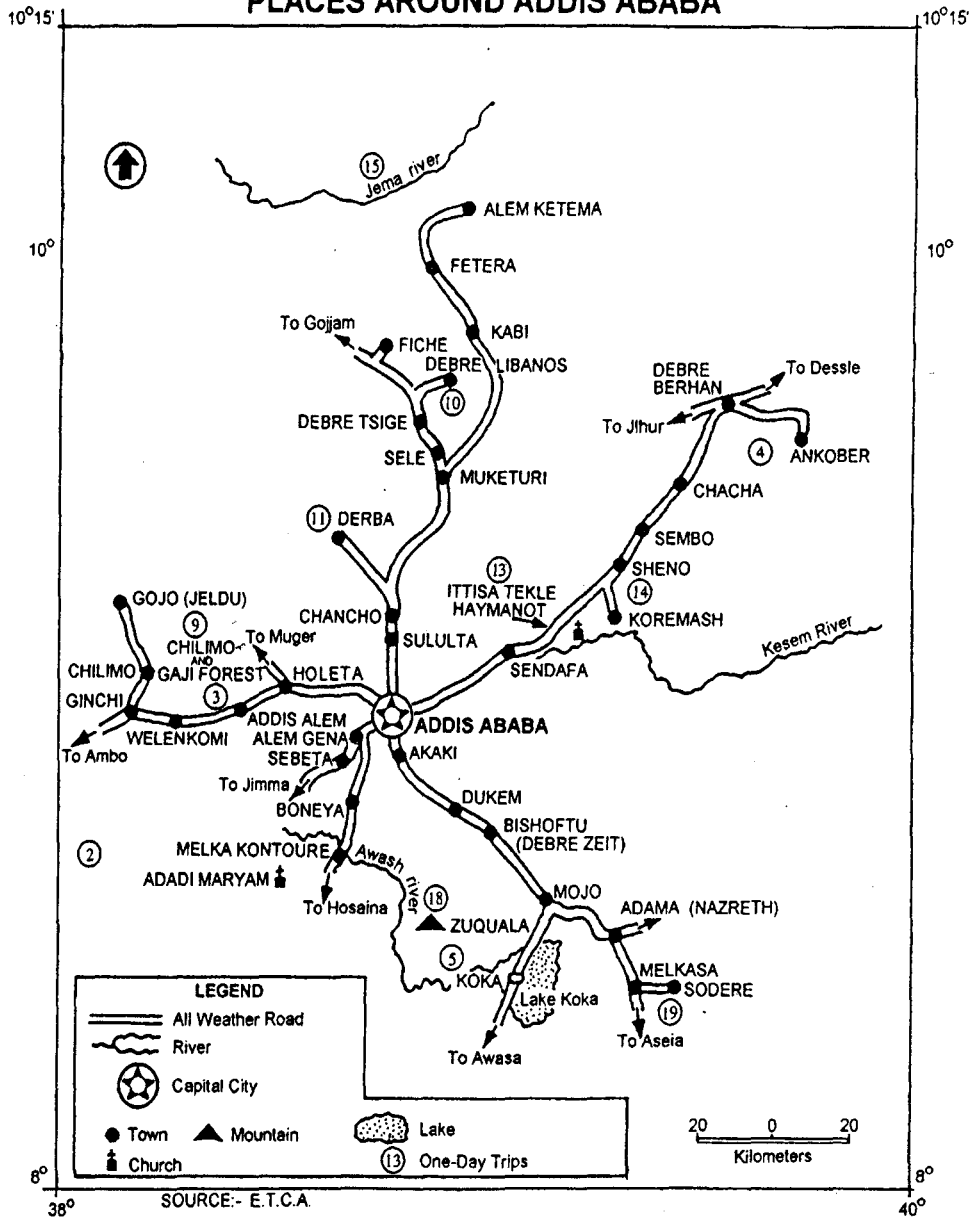 PLACES AROUND ADDIS ABABA
10°15'
10°15'
15
Jema river
ALEM KETEMA
10°
10°
FETERA
To Gojjam
KABI
FICHE
DEBRE LIBANOS
10
DEBRE TSIGE
SELE
MUKETURI
DEBRE
BERHAN
To Dessle
To Jihur
4
ANKOBER
CHACHA
SEMBO
SHENO
11
DERBA
13
ITTISA TEKLE
HAYMANOT
14
KOREMASH
Kesem River
CHANCHO
SULULTA
SENDAFA
GOJO (JELDU)
9
CHILIMO
AND
GAJI FOREST
To Muger
CHILIMO
HOLETA
GINCHI
3
ADDIS ALEM
WELENKOMI
To Ambo
ADDIS ABABA
ALEM GENA
SEBETA
AKAKI
To Jimma
BONEYA
DUKEM
BISHOFTU
(DEBRE ZEIT)
2
MELKA KONTOURE
Awash river
ADADI MARYAM
To Hosaina
18
ZUQUALA
MOJO
ADAMA (NAZRETH)
5
KOKA
Lake Koka
MELKASA
SODERE
19
To Awasa
To Aseia
LEGEND
All Weather Road
River
Capital City
Town
Mountain
Lake
Church
13 One-Day Trips
20 0 20
Kilometers
8°
8°
38°
SOURCE:- E.T.C.A.
40°